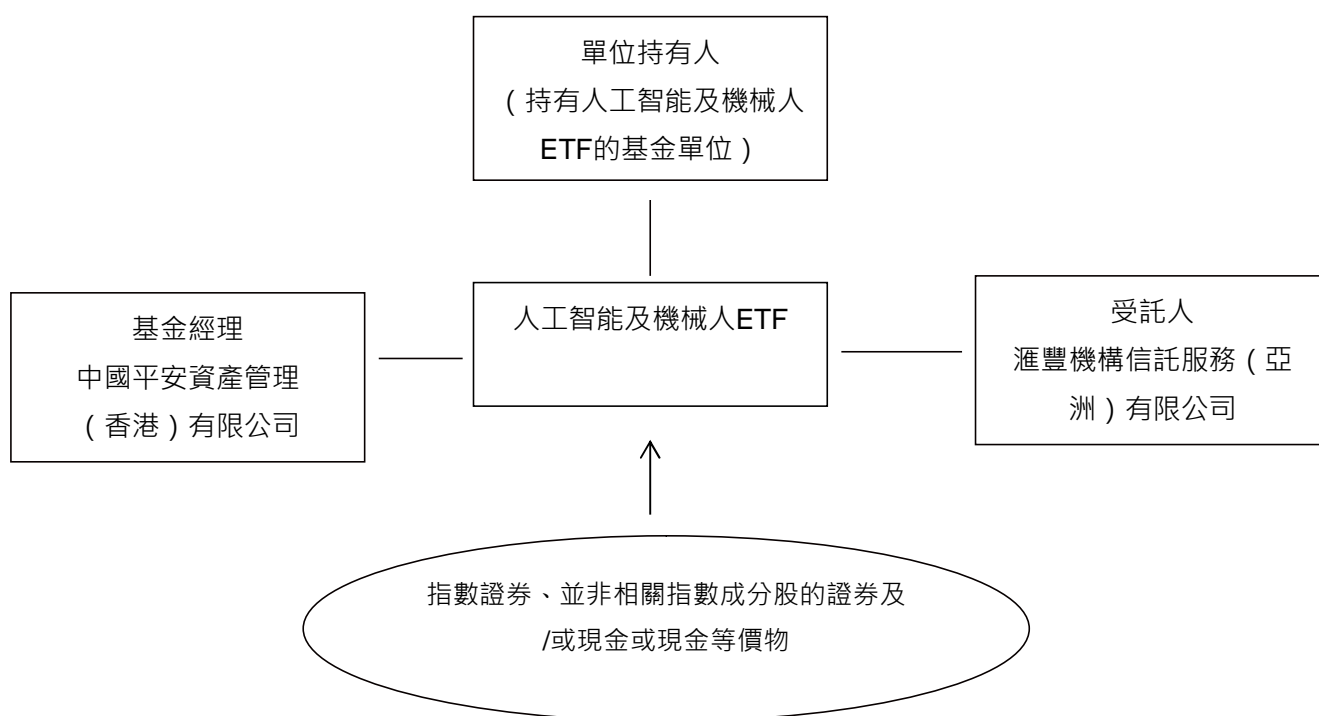 單位持有人
（持有人工智能及機械人
ETF的基金單位）
基金經理
中國平安資產管理
（香港）有限公司
人工智能及機械人ETF
受託人
滙豐機構信託服務（亞
洲）有限公司
指數證券、並非相關指數成分股的證券及
/或現金或現金等價物